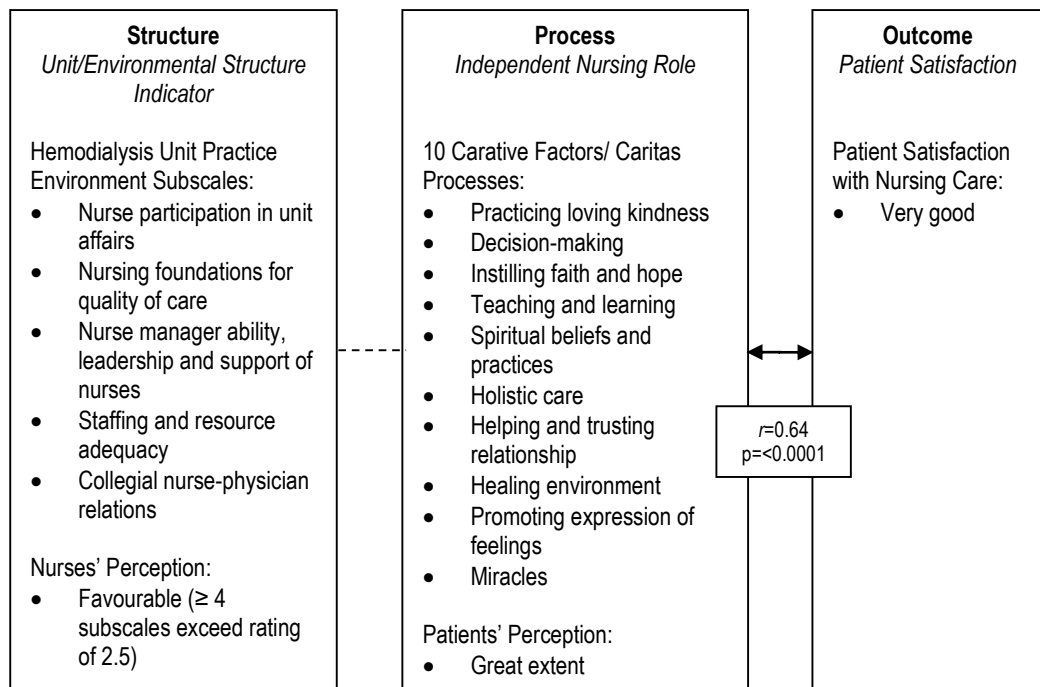 Structure
Unit/Environmental Structure
Indicator
Hemodialysis Unit Practice
Environment Subscales:
• Nurse participation in unit
affairs
• Nursing foundations for
quality of care
• Nurse manager ability,
leadership and support of
nurses
• Staffing and resource
adequacy
• Collegial nurse-physician
relations
Nurses’ Perception:
• Favourable (≥ 4
subscales exceed rating
of 2.5)
Process
Independent Nursing Role
10 Carative Factors/ Caritas
Processes:
• Practicing loving kindness
• Decision-making
• Instilling faith and hope
• Teaching and learning
• Spiritual beliefs and
practices
• Holistic care
• Helping and trusting
relationship
• Healing environment
• Promoting expression of
feelings
• Miracles
Patients’ Perception:
• Great extent
r=0.64
p=<0.0001
Outcome
Patient Satisfaction
Patient Satisfaction
with Nursing Care:
• Very good